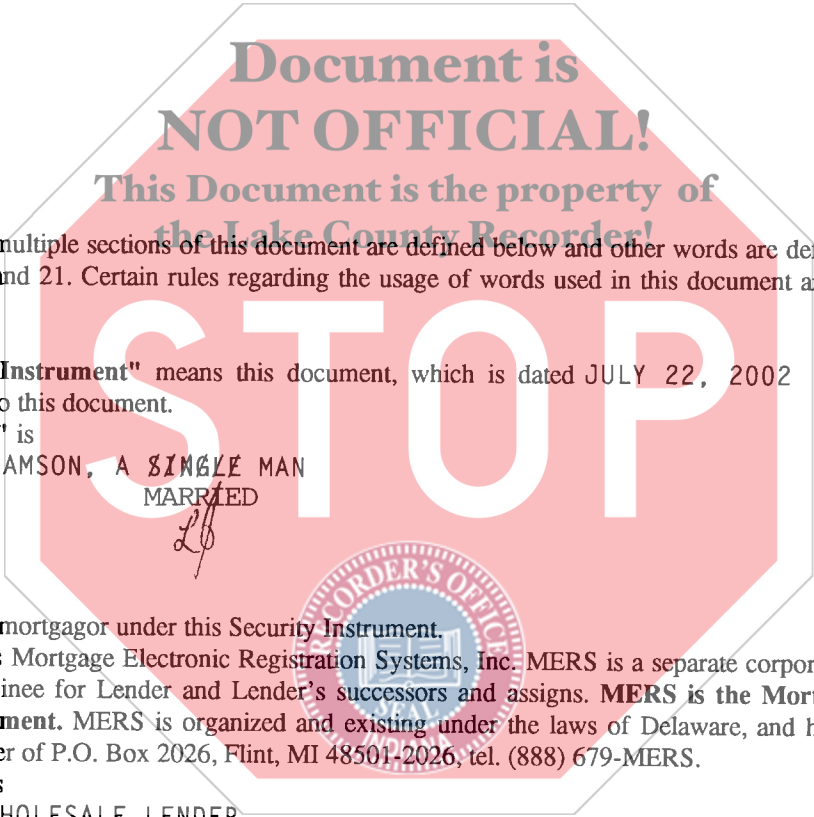 Document is
NOT OFFICIAL!
This Document is the property of
the Lake County Recorder!
multiple sections of this document are defined below and other words are def
and 21. Certain rules regarding the usage of words used in this document a
STOP
Instrument" means this document, which is dated JULY 22, 2002
o this document.
" is
AMSON, A SINGLE MAN
MARRIED
mortgagor under this Security Instrument.
s Mortgage Electronic Registration Systems, Inc. MERS is a separate corpor
inee for Lender and Lender's successors and assigns. MERS is the Mort
ment. MERS is organized and existing under the laws of Delaware, and h
er of P.O. Box 2026, Flint, MI 48501-2026, tel. (888) 679-MERS.
s
HOLESALE LENDER
RECORDER'S OFFICE
SEAL
INDIANA